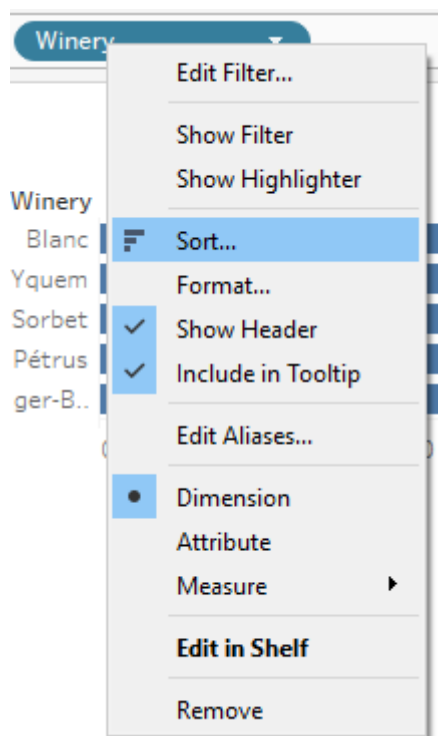 Winery
Edit Filter...
Show Filter
Show Highlighter
Winery
Blanc
Sort...
Yquem
Format...
Sorbet
Show Header
Pétrus
Include in Tooltip
ger-B..
Edit Aliases...
Dimension
Attribute
Measure
Edit in Shelf
Remove